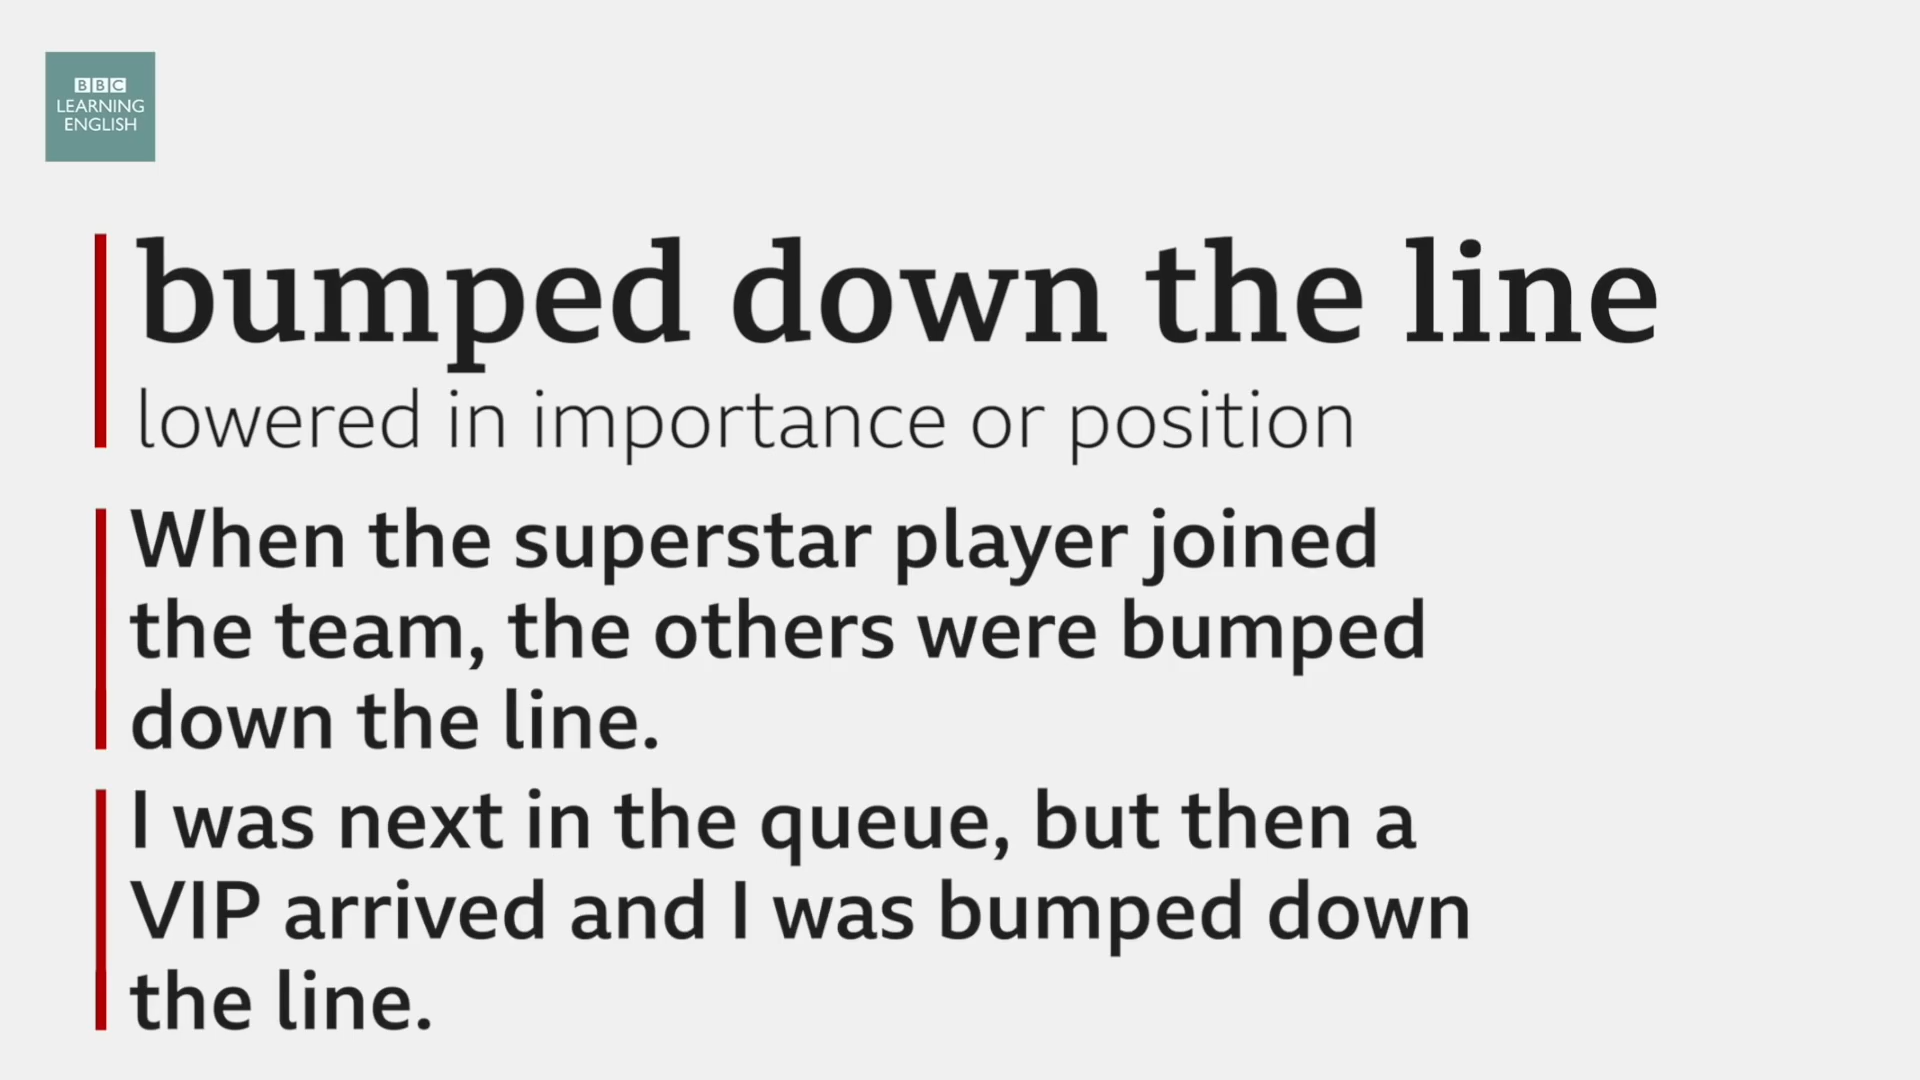 BBC
LEARNING
ENGLISH
bumped down the line
lowered in importance or position
When the superstar player joined
the team, the others were bumped
down the line.
I was next in the queue, but then a
VIP arrived and I was bumped down
the line.